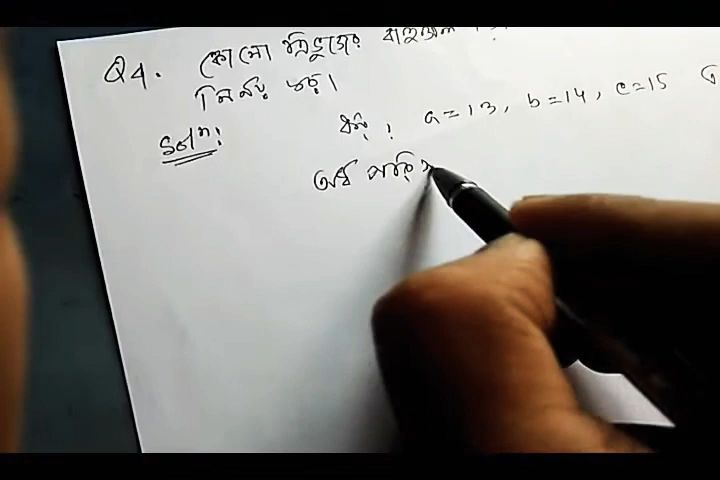 Q4. কোনো ত্রিভুজের বাহুগুলি
নির্ণয় কর।
Solⁿ: ধরি, a=13, b=14, c=15
অর্ধ পরি